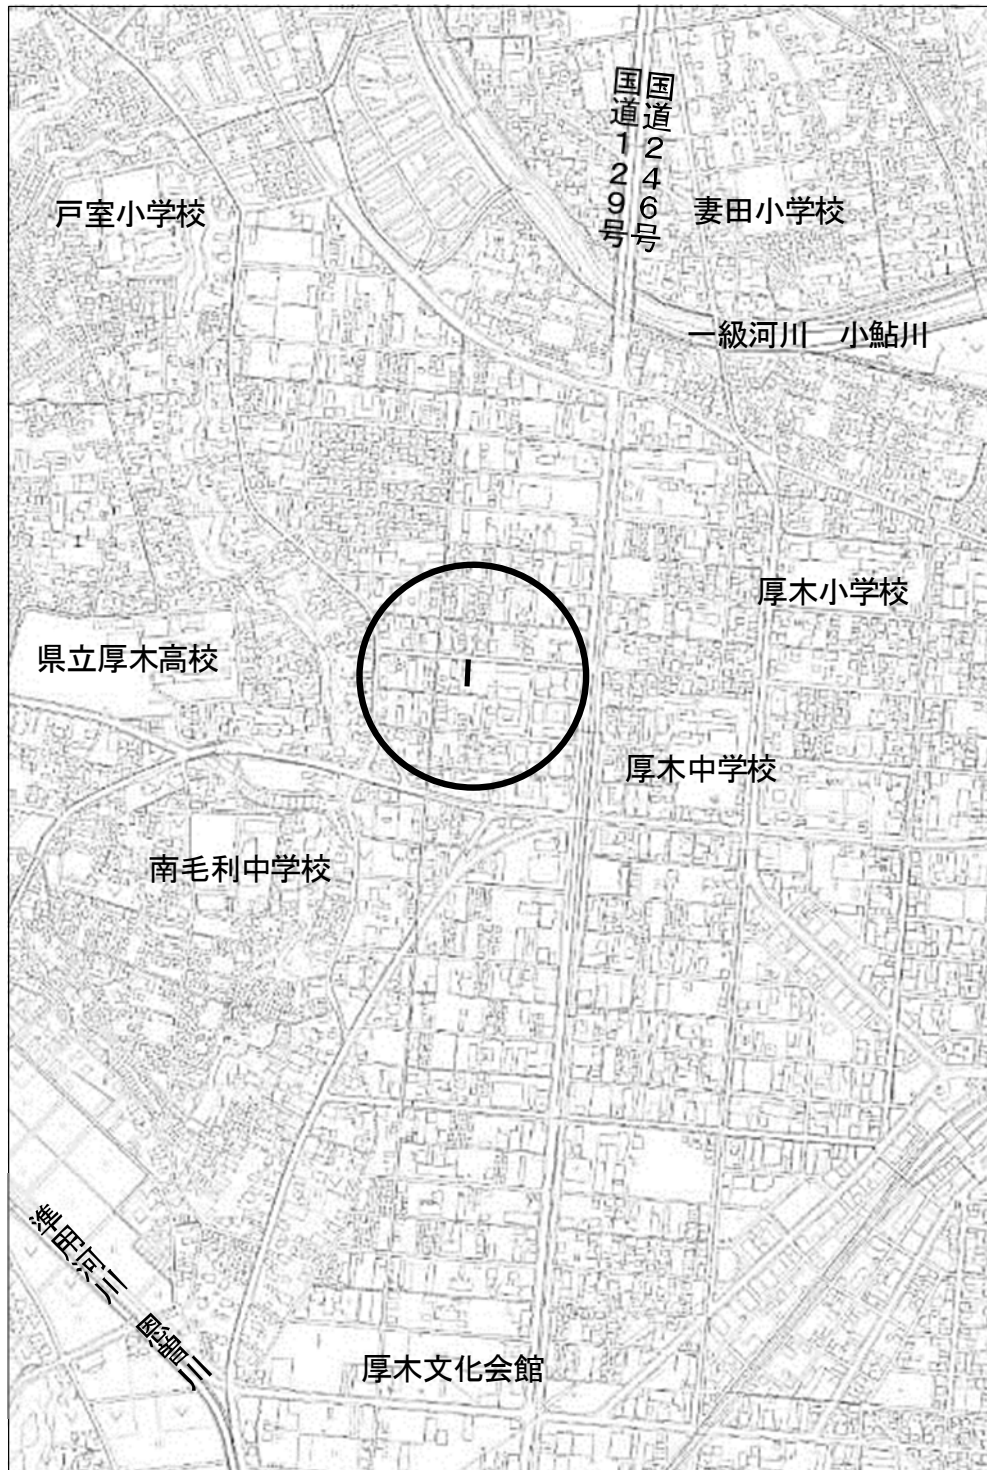 国道246号
国道129号
戸室小学校
妻田小学校
一級河川　小鮎川
厚木小学校
県立厚木高校
厚木中学校
南毛利中学校
準用河川　恩曽川
厚木文化会館